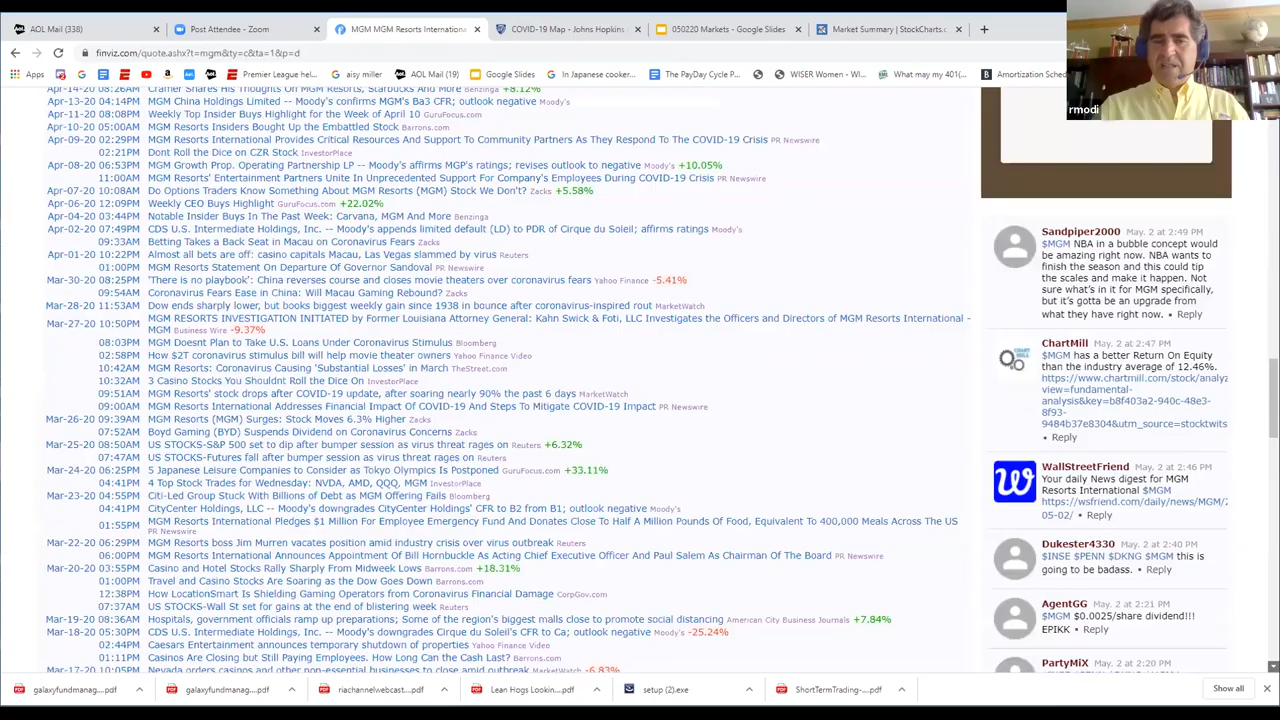 AOL Mail (338)
Post Attendee - Zoom
MGM MGM Resorts Internationa
COVID-19 Map - Johns Hopkins
050220 Markets - Google Slides
Market Summary | StockCharts.c
finviz.com/quote.ashx?t=mgm&ty=c&ta=1&p=d
Apps
Premier League hel...
aisy miller
AOL Mail (19)
Google Slides
In Japanese cooker...
The PayDay Cycle P...
WISER Women - WI...
What may my 401(...
Amortization Sched
rmodi
Apr-14-20 08:26AM Cramer Shares His Thoughts On MGM Resorts, Starbucks And More Benzinga +8.12%
Apr-13-20 04:14PM MGM China Holdings Limited -- Moody's confirms MGM's Ba3 CFR; outlook negative Moody's
Apr-11-20 08:08PM Weekly Top Insider Buys Highlight for the Week of April 10 GuruFocus.com
Apr-10-20 05:00AM MGM Resorts Insiders Bought Up the Embattled Stock Barrons.com
Apr-09-20 02:29PM MGM Resorts International Provides Critical Resources And Support To Community Partners As They Respond To The COVID-19 Crisis PR Newswire
02:21PM Dont Roll the Dice on CZR Stock InvestorPlace
Apr-08-20 06:53PM MGM Growth Prop. Operating Partnership LP -- Moody's affirms MGP's ratings; revises outlook to negative Moody's +10.05%
11:00AM MGM Resorts' Entertainment Partners Unite In Unprecedented Support For Company's Employees During COVID-19 Crisis PR Newswire
Apr-07-20 10:08AM Do Options Traders Know Something About MGM Resorts (MGM) Stock We Don't? Zacks +5.58%
Apr-06-20 12:09PM Weekly CEO Buys Highlight GuruFocus.com +22.02%
Apr-04-20 03:44PM Notable Insider Buys In The Past Week: Carvana, MGM And More Benzinga
Apr-02-20 07:49PM CDS U.S. Intermediate Holdings, Inc. -- Moody's appends limited default (LD) to PDR of Cirque du Soleil; affirms ratings Moody's
09:33AM Betting Takes a Back Seat in Macau on Coronavirus Fears Zacks
Apr-01-20 10:22PM Almost all bets are off: casino capitals Macau, Las Vegas slammed by virus Reuters
01:00PM MGM Resorts Statement On Departure Of Governor Sandoval PR Newswire
Mar-30-20 08:25PM 'There is no playbook': China reverses course and closes movie theaters over coronavirus fears Yahoo Finance -5.41%
09:54AM Coronavirus Fears Ease in China: Will Macau Gaming Rebound? Zacks
Mar-28-20 11:53AM Dow ends sharply lower, but books biggest weekly gain since 1938 in bounce after coronavirus-inspired rout MarketWatch
Mar-27-20 10:50PM MGM RESORTS INVESTIGATION INITIATED by Former Louisiana Attorney General: Kahn Swick & Foti, LLC Investigates the Officers and Directors of MGM Resorts International -
MGM Business Wire -9.37%
08:03PM MGM Doesnt Plan to Take U.S. Loans Under Coronavirus Stimulus Bloomberg
02:58PM How $2T coronavirus stimulus bill will help movie theater owners Yahoo Finance Video
10:42AM MGM Resorts: Coronavirus Causing 'Substantial Losses' in March TheStreet.com
10:32AM 3 Casino Stocks You Shouldnt Roll the Dice On InvestorPlace
09:51AM MGM Resorts' stock drops after COVID-19 update, after soaring nearly 90% the past 6 days MarketWatch
09:00AM MGM Resorts International Addresses Financial Impact Of COVID-19 And Steps To Mitigate COVID-19 Impact PR Newswire
Mar-26-20 09:39AM MGM Resorts (MGM) Surges: Stock Moves 6.3% Higher Zacks
07:52AM Boyd Gaming (BYD) Suspends Dividend on Coronavirus Concerns Zacks
Mar-25-20 08:50AM US STOCKS-S&P 500 set to dip after bumper session as virus threat rages on Reuters +6.32%
07:47AM US STOCKS-Futures fall after bumper session as virus threat rages on Reuters
Mar-24-20 06:25PM 5 Japanese Leisure Companies to Consider as Tokyo Olympics Is Postponed GuruFocus.com +33.11%
04:41PM 4 Top Stock Trades for Wednesday: NVDA, AMD, QQQ, MGM InvestorPlace
Mar-23-20 04:55PM Citi-Led Group Stuck With Billions of Debt as MGM Offering Fails Bloomberg
04:41PM CityCenter Holdings, LLC -- Moody's downgrades CityCenter Holdings' CFR to B2 from B1; outlook negative Moody's
01:55PM MGM Resorts International Pledges $1 Million For Employee Emergency Fund And Donates Close To Half A Million Pounds Of Food, Equivalent To 400,000 Meals Across The US
PR Newswire
Mar-22-20 06:29PM MGM Resorts boss Jim Murren vacates position amid industry crisis over virus outbreak Reuters
06:00PM MGM Resorts International Announces Appointment Of Bill Hornbuckle As Acting Chief Executive Officer And Paul Salem As Chairman Of The Board PR Newswire
Mar-20-20 03:55PM Casino and Hotel Stocks Rally Sharply From Midweek Lows Barrons.com +18.31%
01:00PM Travel and Casino Stocks Are Soaring as the Dow Goes Down Barrons.com
12:38PM How LocationSmart Is Shielding Gaming Operators from Coronavirus Financial Damage CorpGov.com
07:37AM US STOCKS-Wall St set for gains at the end of blistering week Reuters
Mar-19-20 08:36AM Hospitals, government officials ramp up preparations; Some of the region's biggest malls close to promote social distancing American City Business Journals +7.84%
Mar-18-20 05:30PM CDS U.S. Intermediate Holdings, Inc. -- Moody's downgrades Cirque du Soleil's CFR to Ca; outlook negative Moody's -25.24%
02:44PM Caesars Entertainment announces temporary shutdown of properties Yahoo Finance Video
01:11PM Casinos Are Closing but Still Paying Employees. How Long Can the Cash Last? Barrons.com
Mar-17-20 10:05PM Nevada orders casinos and other non-essential businesses to close amid outbreak MarketWatch -6.83%
Sandpiper2000 May. 2 at 2:49 PM
$MGM NBA in a bubble concept would
be amazing right now. NBA wants to
finish the season and this could tip
the scales and make it happen. Not
sure what's in it for MGM specifically,
but it's gotta be an upgrade from
what they have right now. • Reply
ChartMill May. 2 at 2:47 PM
$MGM has a better Return On Equity
than the industry average of 12.46%.
https://www.chartmill.com/stock/analyz
view=fundamental-
analysis&key=b8f403a2-940c-48e3-
8f93-
9484b37e8304&utm_source=stocktwits
• Reply
WallStreetFriend May. 2 at 2:46 PM
Your daily News digest for MGM
Resorts International $MGM
https://wsfriend.com/daily/news/MGM/2
05-02/ • Reply
Dukester4330 May. 2 at 2:40 PM
$INSE $PENN $DKNG $MGM this is
going to be badass. • Reply
AgentGG May. 2 at 2:21 PM
$MGM $0.0025/share dividend!!!
EPIKK • Reply
PartyMiX May. 2 at 2:20 PM
galaxyfundmanag....pdf
galaxyfundmanag....pdf
riachannelwebcast....pdf
Lean Hogs Lookin....pdf
setup (2).exe
ShortTermTrading-....pdf
Show all